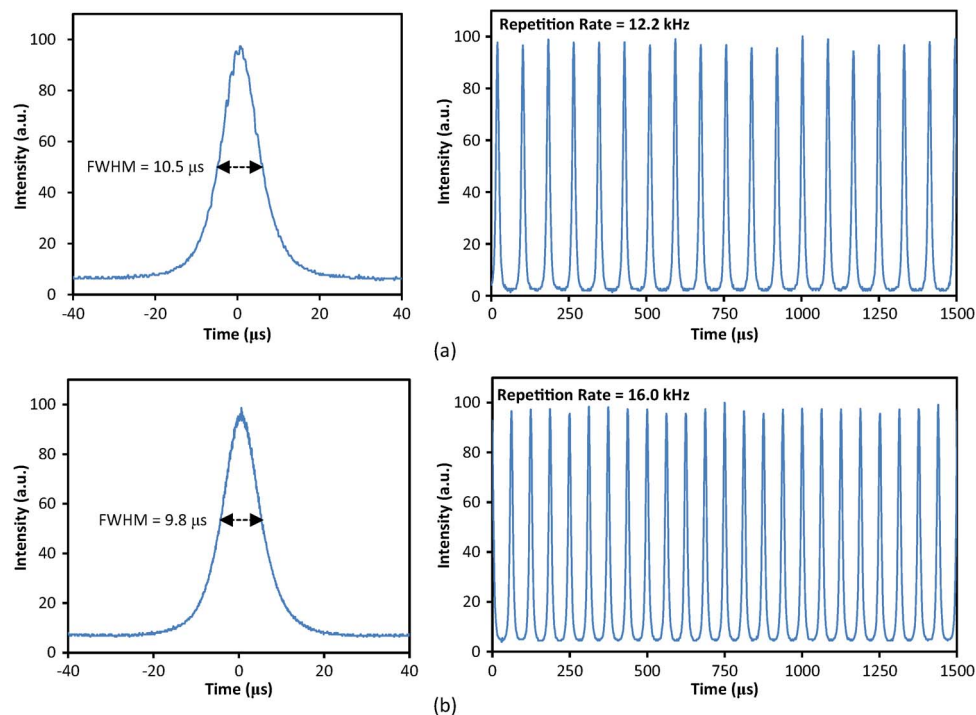 Intensity (a.u.)
100
80
60
40
20
0
FWHM = 10.5 μs
-40 -20 0 20 40
Time (μs)
Repetition Rate = 12.2 kHz
Intensity (a.u.)
100
80
60
40
20
0
0 250 500 750 1000 1250 1500
Time (μs)
(a)
Intensity (a.u.)
100
80
60
40
20
0
FWHM = 9.8 μs
-40 -20 0 20 40
Time (μs)
Repetition Rate = 16.0 kHz
Intensity (a.u.)
100
80
60
40
20
0
0 250 500 750 1000 1250 1500
Time (μs)
(b)